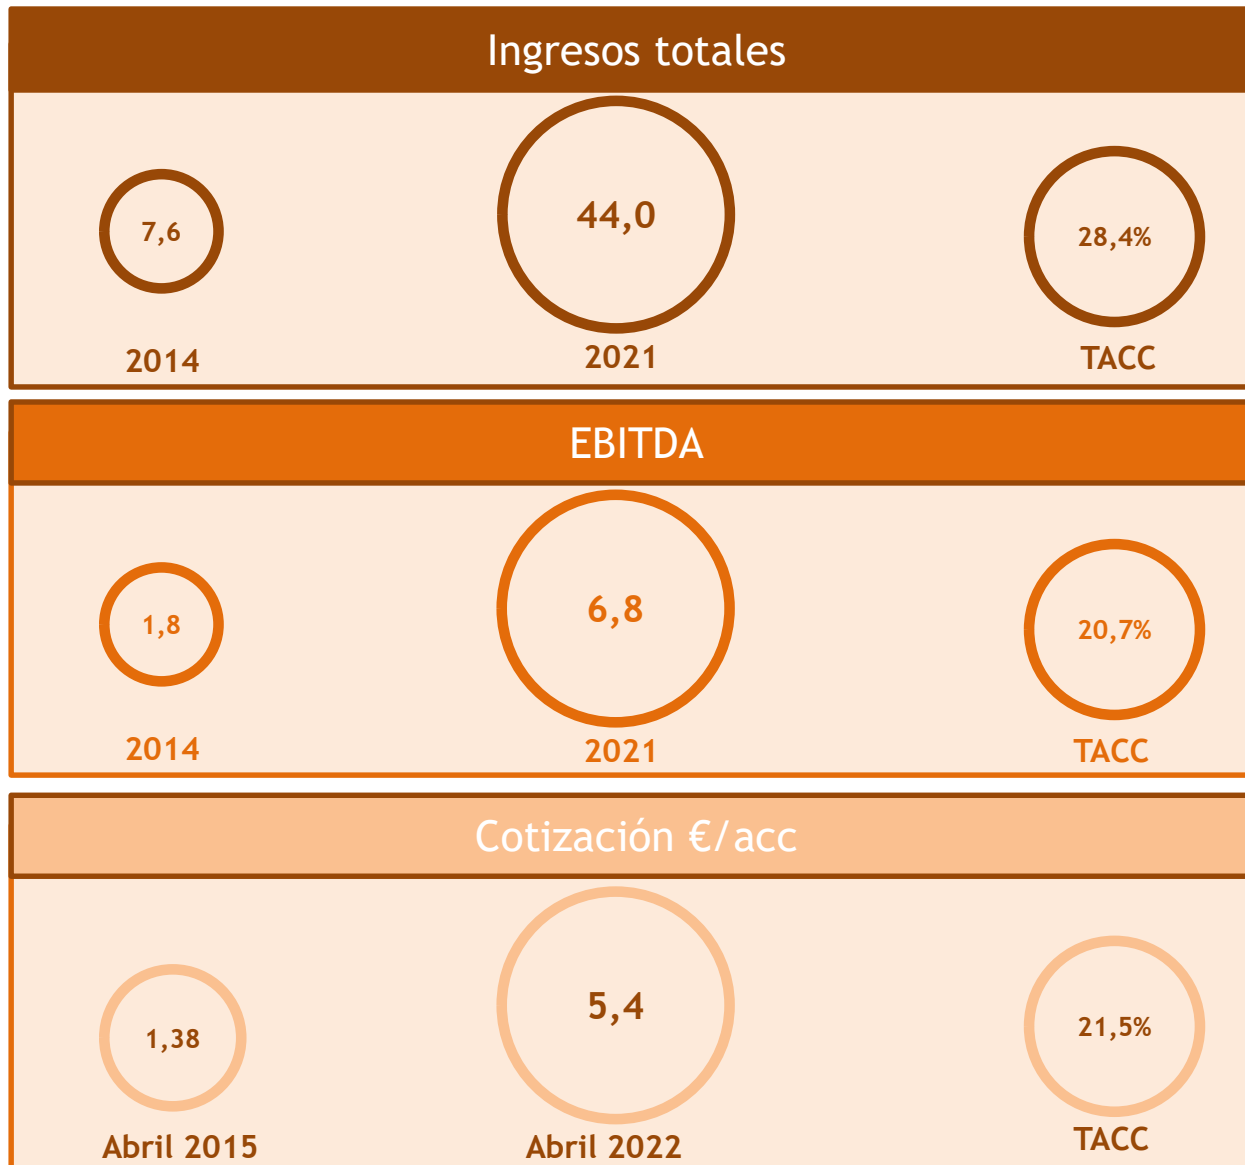 Ingresos totales
7,6
44,0
28,4%
2014
2021
TACC
EBITDA
1,8
6,8
20,7%
2014
2021
TACC
Cotización €/acc
1,38
5,4
21,5%
Abril 2015
Abril 2022
TACC